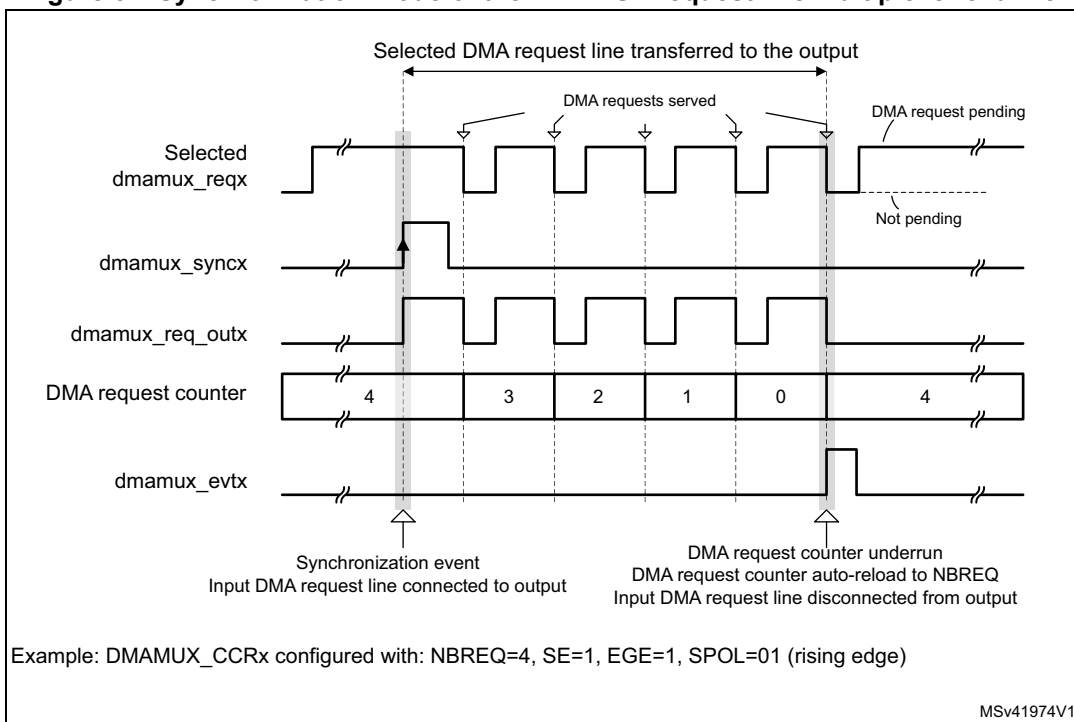 Selected DMA request line transferred to the output
DMA requests served
DMA request pending
Selected
dmamux_reqx
Not pending
dmamux_syncx
dmamux_req_outx
DMA request counter
4
3
2
1
0
4
dmamux_evtx
Synchronization event
Input DMA request line connected to output
DMA request counter underrun
DMA request counter auto-reload to NBREQ
Input DMA request line disconnected from output
Example: DMAMUX_CCRx configured with: NBREQ=4, SE=1, EGE=1, SPOL=01 (rising edge)
MSv41974V1